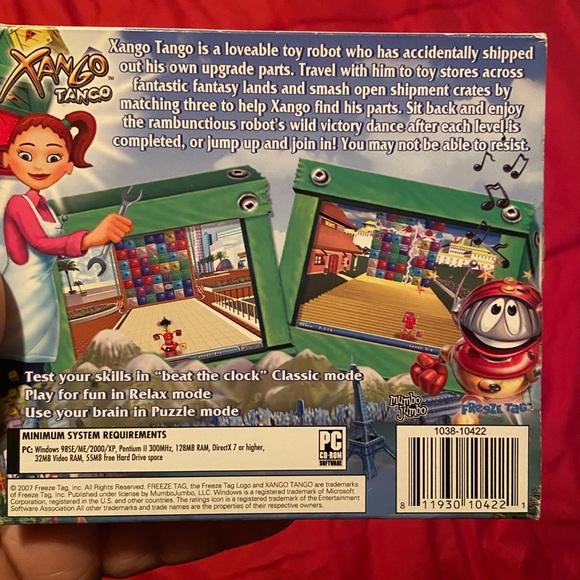 XANGO TANGO™
Xango Tango is a loveable toy robot who has accidentally shipped
out his own upgrade parts. Travel with him to toy stores across
fantastic fantasy lands and smash open shipment crates by
matching three to help Xango find his parts. Sit back and enjoy
the rambunctious robot's wild victory dance after each level is
completed, or jump up and join in! You may not be able to resist.
Test your skills in "beat the clock" Classic mode
Play for fun in Relax mode
Use your brain in Puzzle mode
mumbo jumbo
FREEZE TAG
MINIMUM SYSTEM REQUIREMENTS
PC: Windows 98SE/ME/2000/XP, Pentium II 300MHz, 128MB RAM, DirectX 7 or higher,
32MB Video RAM, 55MB free Hard Drive space
PC
CD-ROM
SOFTWARE
1038-10422
8 11930 10422 1
© 2007 Freeze Tag, Inc. All Rights Reserved. FREEZE TAG, the Freeze Tag Logo and XANGO TANGO are trademarks
of Freeze Tag, Inc. Published under license by MumboJumbo, LLC. Windows is a registered trademark of Microsoft
Corporation, registered in the U.S. and other countries. The ratings icon is a registered trademark of the Entertainment
Software Association. All other trademarks and trade names are the properties of their respective owners.